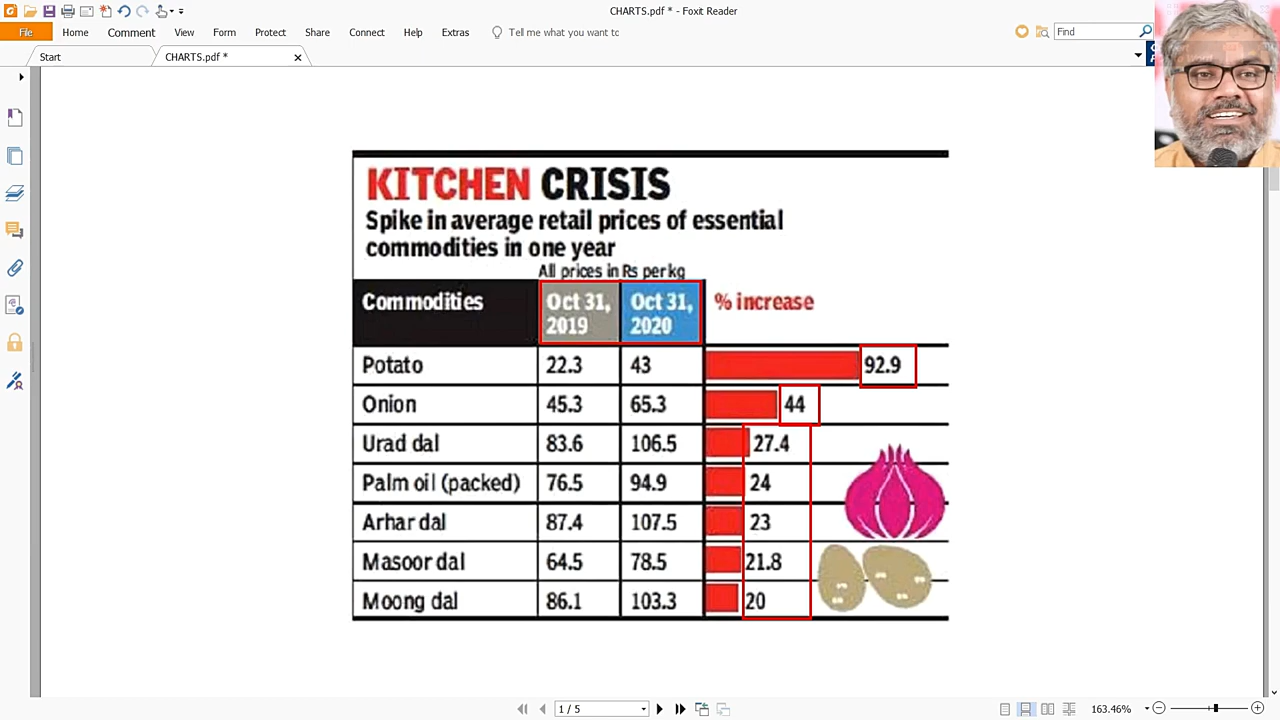 CHARTS.pdf * - Foxit Reader
File Home Comment View Form Protect Share Connect Help Extras Tell me what you want to Find
Start CHARTS.pdf *
KITCHEN CRISIS
Spike in average retail prices of essential
commodities in one year
All prices in Rs per kg
Commodities Oct 31, 2019 Oct 31, 2020 % increase
Potato 22.3 43 92.9
Onion 45.3 65.3 44
Urad dal 83.6 106.5 27.4
Palm oil (packed) 76.5 94.9 24
Arhar dal 87.4 107.5 23
Masoor dal 64.5 78.5 21.8
Moong dal 86.1 103.3 20
1 / 5 163.46%